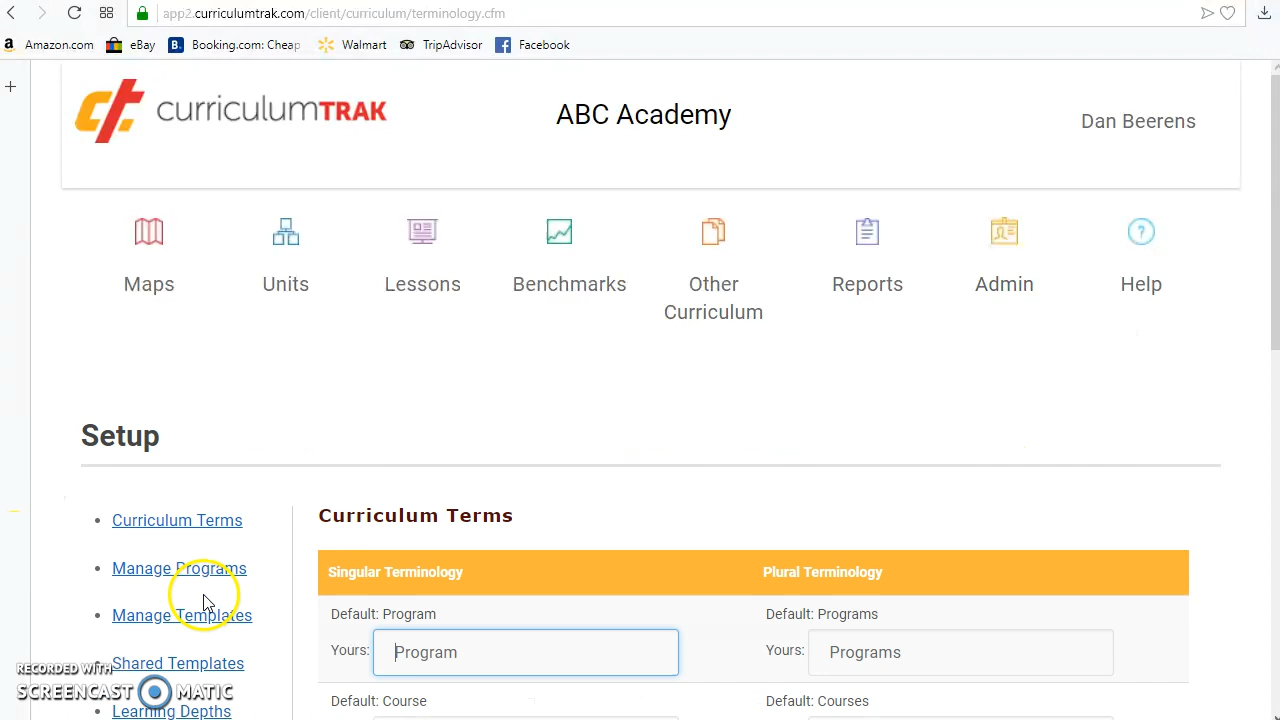 app2.curriculumtrak.com/client/curriculum/terminology.cfm
a Amazon.com eBay B. Booking.com: Cheap Walmart TripAdvisor Facebook
ct curriculumTRAK
ABC Academy
Dan Beerens
Maps Units Lessons Benchmarks Other Curriculum Reports Admin Help
Setup
Curriculum Terms
Manage Programs
Manage Templates
Shared Templates
Learning Depths
Curriculum Terms
Singular Terminology Plural Terminology
Default: Program Default: Programs
Yours: Program Yours: Programs
Default: Course Default: Courses
RECORDED WITH
SCREENCAST MATIC